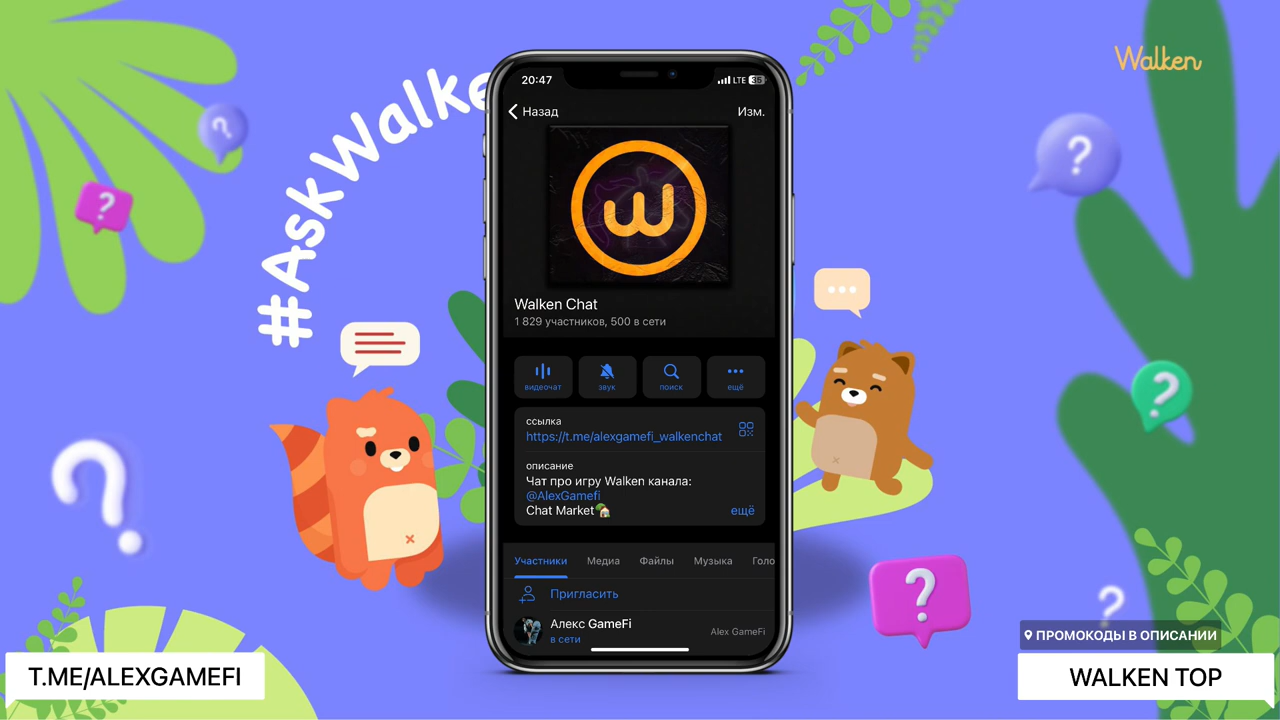 Walken
#AskWalke
20:47
LTE 35
Назад
Изм.
w
Walken Chat
1 829 участников, 500 в сети
видеочат
звук
поиск
ещё
ссылка
https://t.me/alexgamefi_walkenchat
описание
Чат про игру Walken канала:
@AlexGamefi
Chat Market
ещё
Участники Медиа Файлы Музыка Голо
Пригласить
Алекс GameFi
Alex GameFi
в сети
T.ME/ALEXGAMEFI
ПРОМОКОДЫ В ОПИСАНИИ
WALKEN TOP